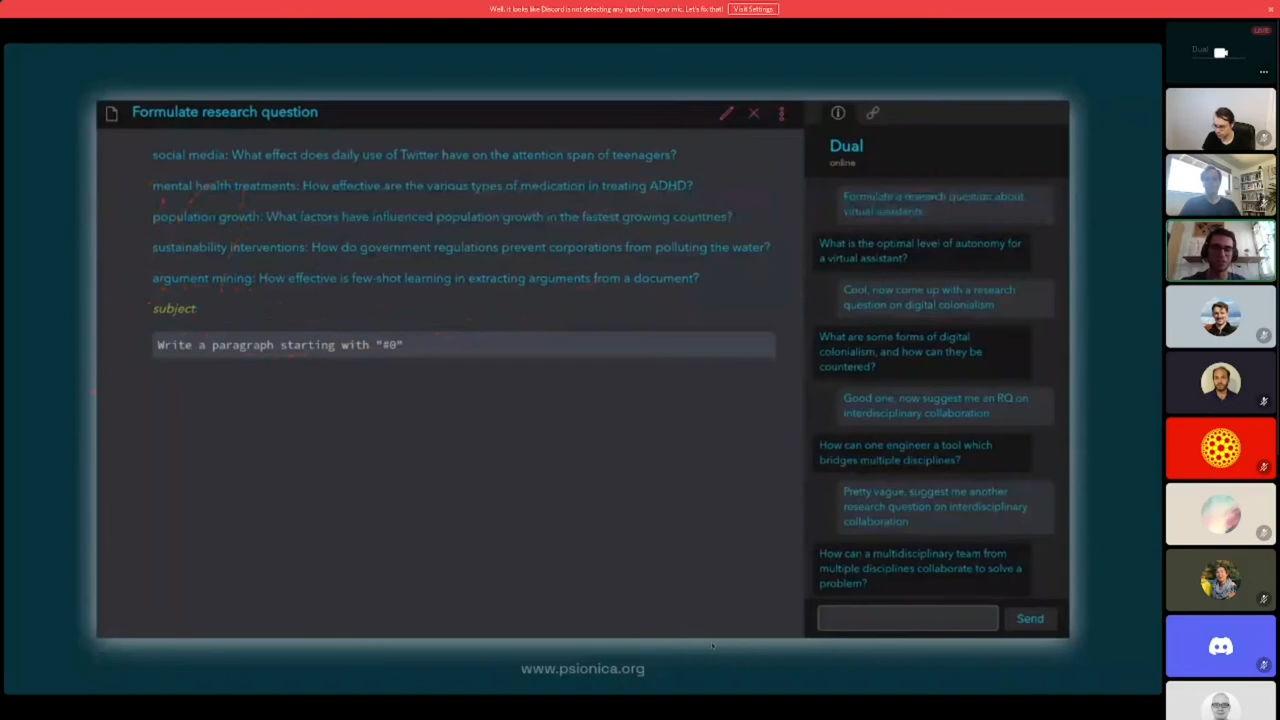 Well, it looks like Discord is not detecting any input from your mic. Let's fix that! Visit Settings
LIVE
Dual
Formulate research question
social media: What effect does daily use of Twitter have on the attention span of teenagers?
mental health treatments: How effective are the various types of medication in treating ADHD?
population growth: What factors have influenced population growth in the fastest growing countries?
sustainability interventions: How do government regulations prevent corporations from polluting the water?
argument mining: How effective is few-shot learning in extracting arguments from a document?
subject
Write a paragraph starting with "#0"
Dual
online
Formulate a research question about
virtual assistants
What is the optimal level of autonomy for
a virtual assistant?
Cool, now come up with a research
question on digital colonialism
What are some forms of digital
colonialism, and how can they be
countered?
Good one, now suggest me an RQ on
interdisciplinary collaboration
How can one engineer a tool which
bridges multiple disciplines?
Pretty vague, suggest me another
research question on interdisciplinary
collaboration
How can a multidisciplinary team from
multiple disciplines collaborate to solve a
problem?
Send
www.psionica.org